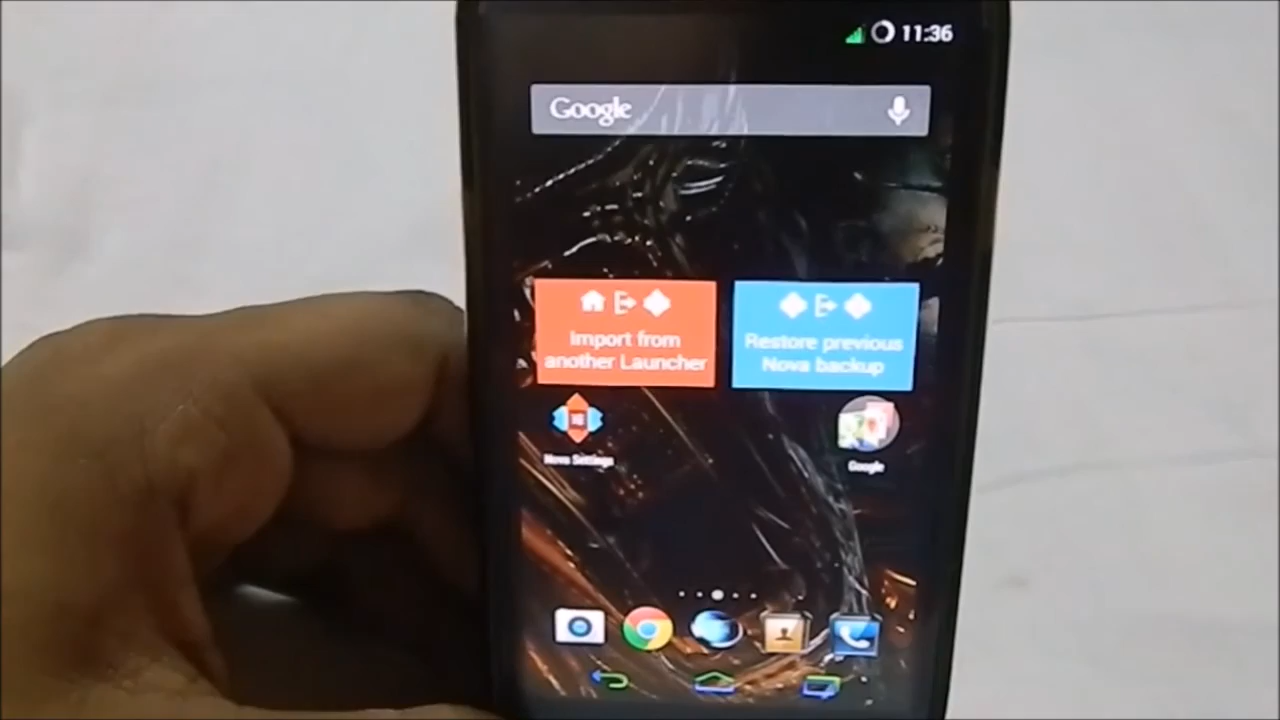 11:36
Google
Import from
another Launcher
Restore previous
Nova backup
Nova Settings
Google